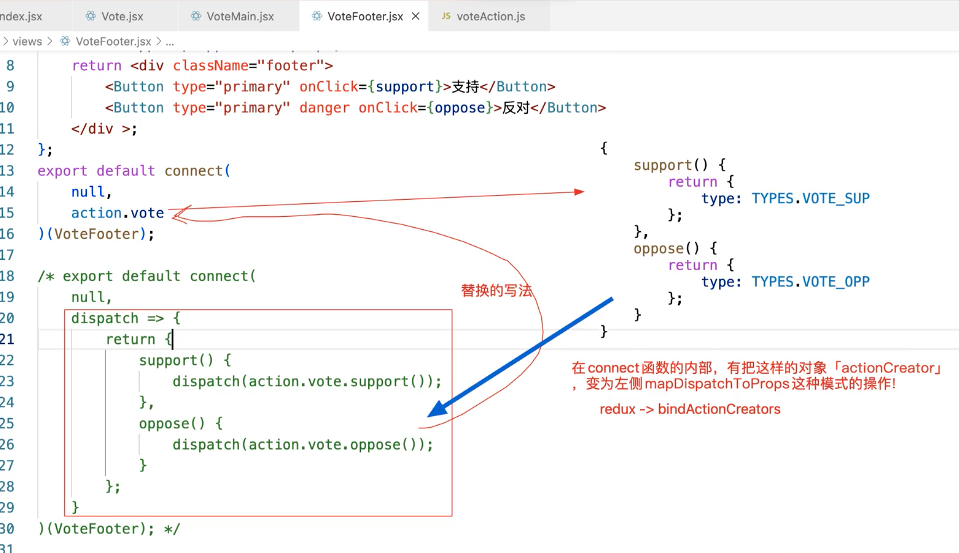 ndex.jsx Vote.jsx VoteMain.jsx VoteFooter.jsx × JS voteAction.js
> views > VoteFooter.jsx > ...
8 return <div className="footer">
9 <Button type="primary" onClick={support}>支持</Button>
10 <Button type="primary" danger onClick={oppose}>反对</Button>
11 </div >;
12 };
13 export default connect(
14 null,
15 action.vote
16 )(VoteFooter);
17
18 /* export default connect(
19 null,
20 dispatch => {
21 return {
22 support() {
23 dispatch(action.vote.support());
24 },
25 oppose() {
26 dispatch(action.vote.oppose());
27 }
28 };
29 }
30 )(VoteFooter); */
31
{
support() {
return {
type: TYPES.VOTE_SUP
};
},
oppose() {
return {
type: TYPES.VOTE_OPP
};
}
}
替换的写法
在connect函数的内部，有把这样的对象「actionCreator」
，变为左侧mapDispatchToProps这种模式的操作!
redux -> bindActionCreators